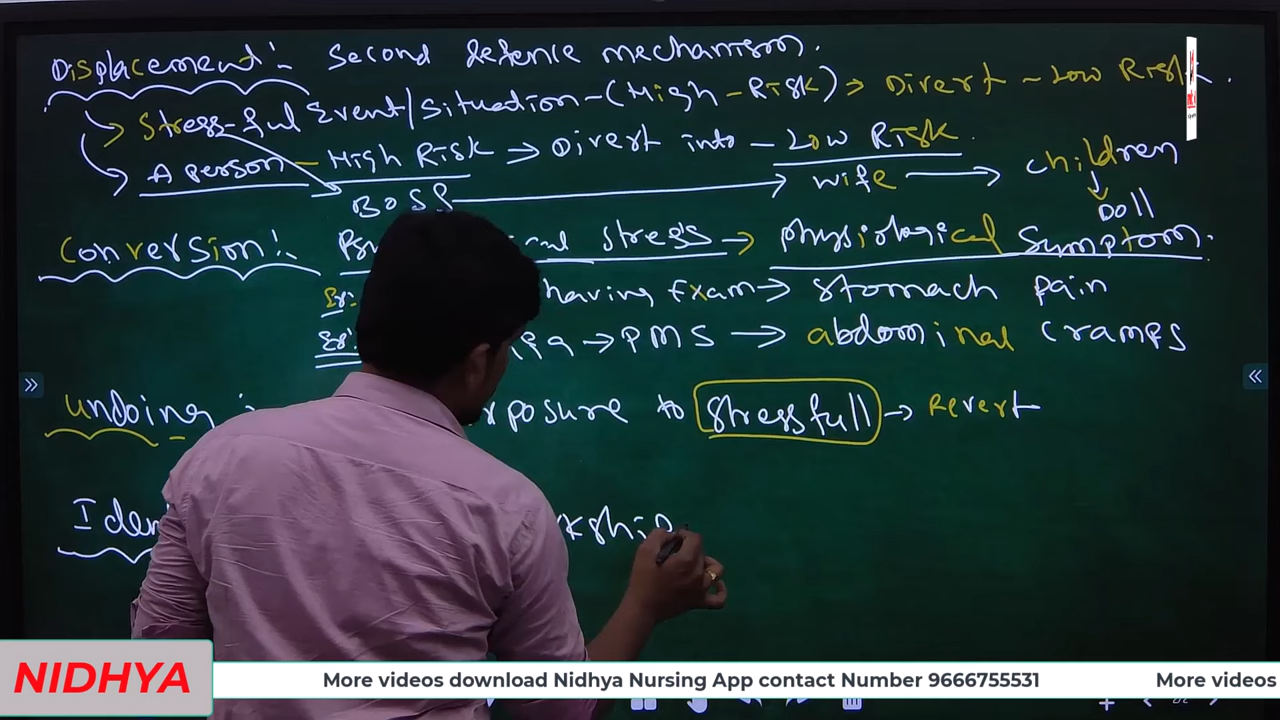 Displacement:- Second defence mechanism.
Stress-ful Event/Situation-(High-Risk) → Divert - Low Risk.
A person - High Risk ⇒ Divert into - Low Risk.
BOSS → wife → children
Doll
Conversion:- stress → physiological Symptom.
Ex: having Exam → stomach pain
Ex: → PMS → abdominal cramps
undoing to stressfull → Revert
NIDHYA
More videos download Nidhya Nursing App contact Number 9666755531 More videos